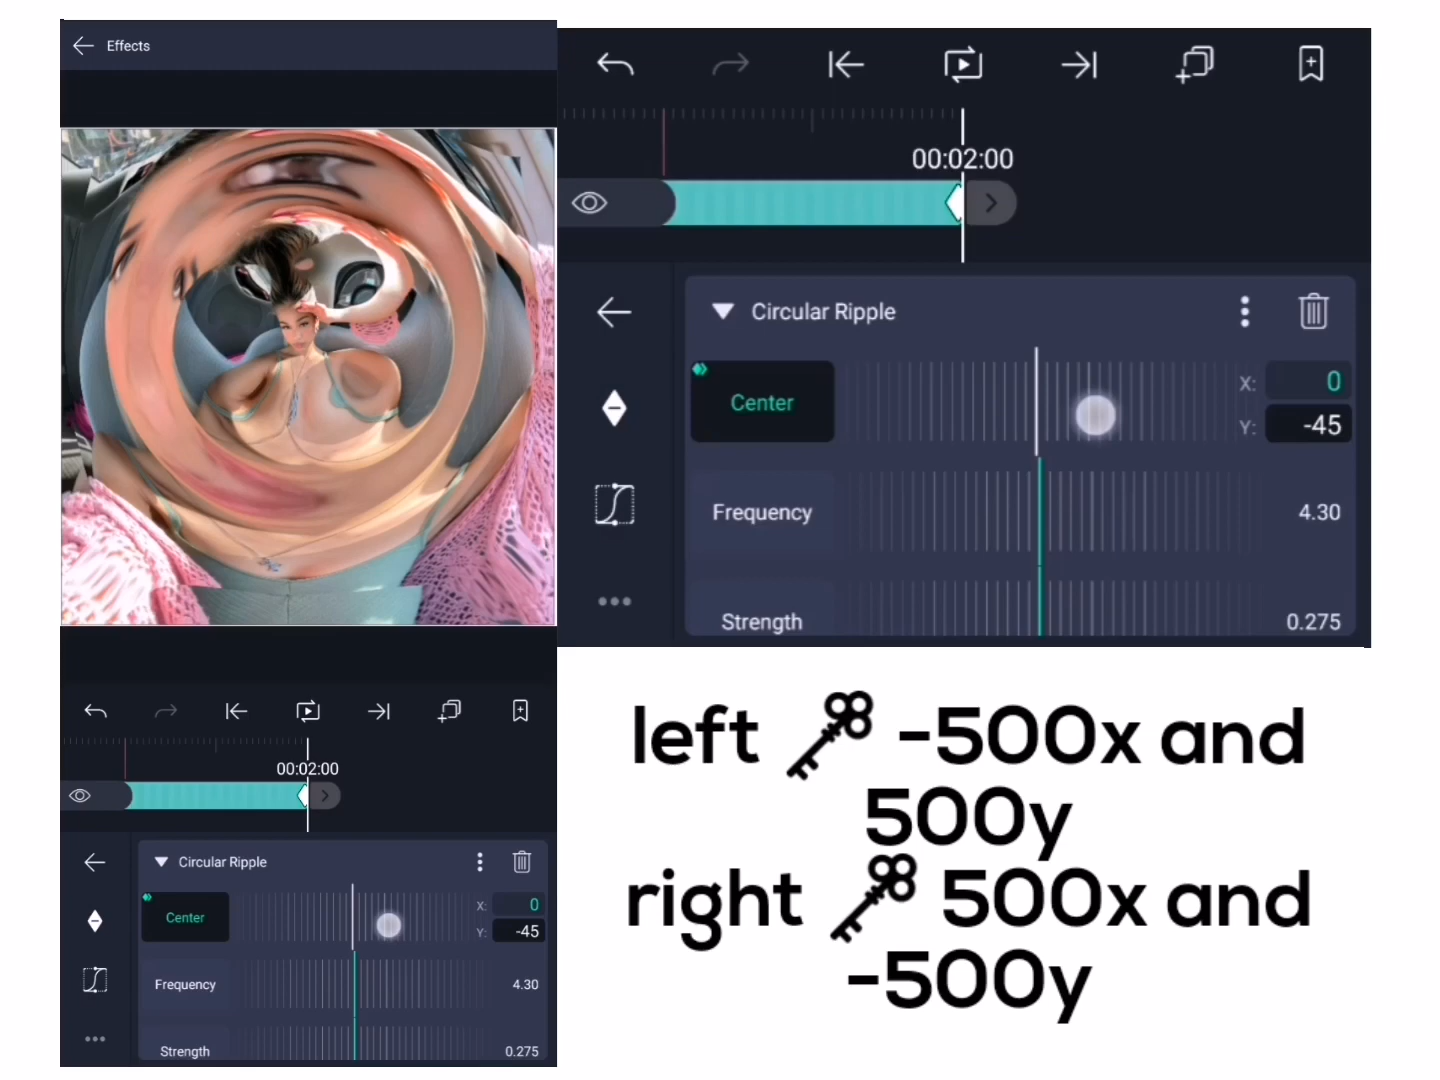 Effects
00:02:00
Circular Ripple
Center
X: 0
Y: -45
Frequency 4.30
Strength 0.275
left -500x and
500y
right 500x and
-500y
00:02:00
Circular Ripple
Center
X: 0
Y: -45
Frequency 4.30
Strength 0.275